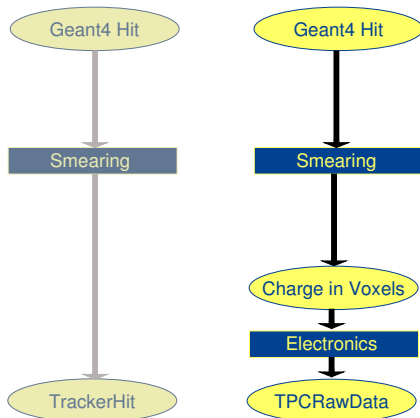 Geant4 Hit
Geant4 Hit
Smearing
Smearing
Charge in Voxels
Electronics
TrackerHit
TPCRawData